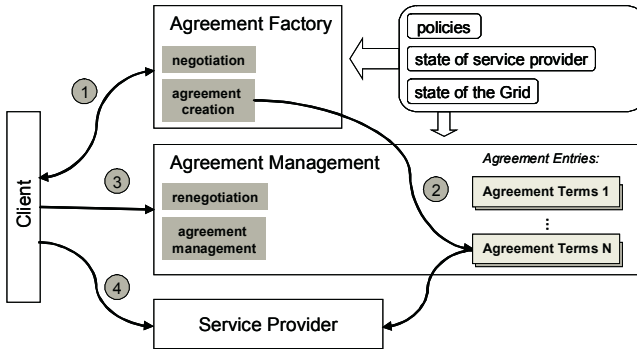 Agreement Factory
negotiation
agreement
creation
policies
state of service provider
state of the Grid
1
Client
Agreement Management
3
renegotiation
agreement
management
2
Agreement Entries:
Agreement Terms 1
...
Agreement Terms N
4
Service Provider